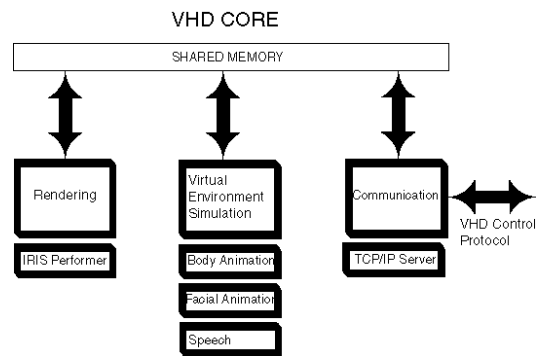 VHD CORE
SHARED MEMORY
Rendering
IRIS Performer
Virtual
Environment
Simulation
Body Animation
Facial Animation
Speech
Communication
TCP/IP Server
VHD Control
Protocol